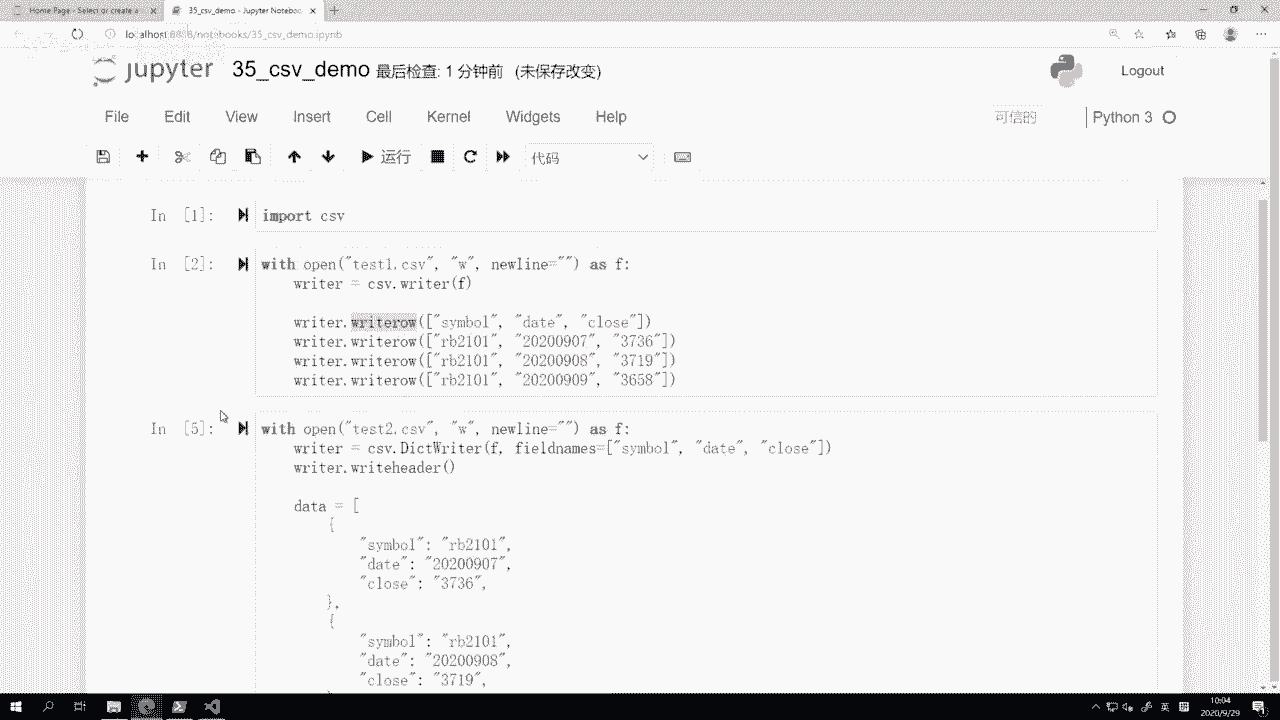 Home Page - Select or create a
35_csv_demo - Jupyter Noteboo
localhost:8888/notebooks/35_csv_demo.ipynb
jupyter 35_csv_demo 最后检查: 1 分钟前 (未保存改变)
Logout
File Edit View Insert Cell Kernel Widgets Help
可信的
Python 3
运行
代码
In [1]:
import csv
In [2]:
with open("test1.csv", "w", newline="") as f:
writer = csv.writer(f)
writer.writerow(["symbol", "date", "close"])
writer.writerow(["rb2101", "20200907", "3736"])
writer.writerow(["rb2101", "20200908", "3719"])
writer.writerow(["rb2101", "20200909", "3658"])
In [5]:
with open("test2.csv", "w", newline="") as f:
writer = csv.DictWriter(f, fieldnames=["symbol", "date", "close"])
writer.writeheader()
data = [
{
"symbol": "rb2101",
"date": "20200907",
"close": "3736",
},
{
"symbol": "rb2101",
"date": "20200908",
"close": "3719",
英
10:04
2020/9/29